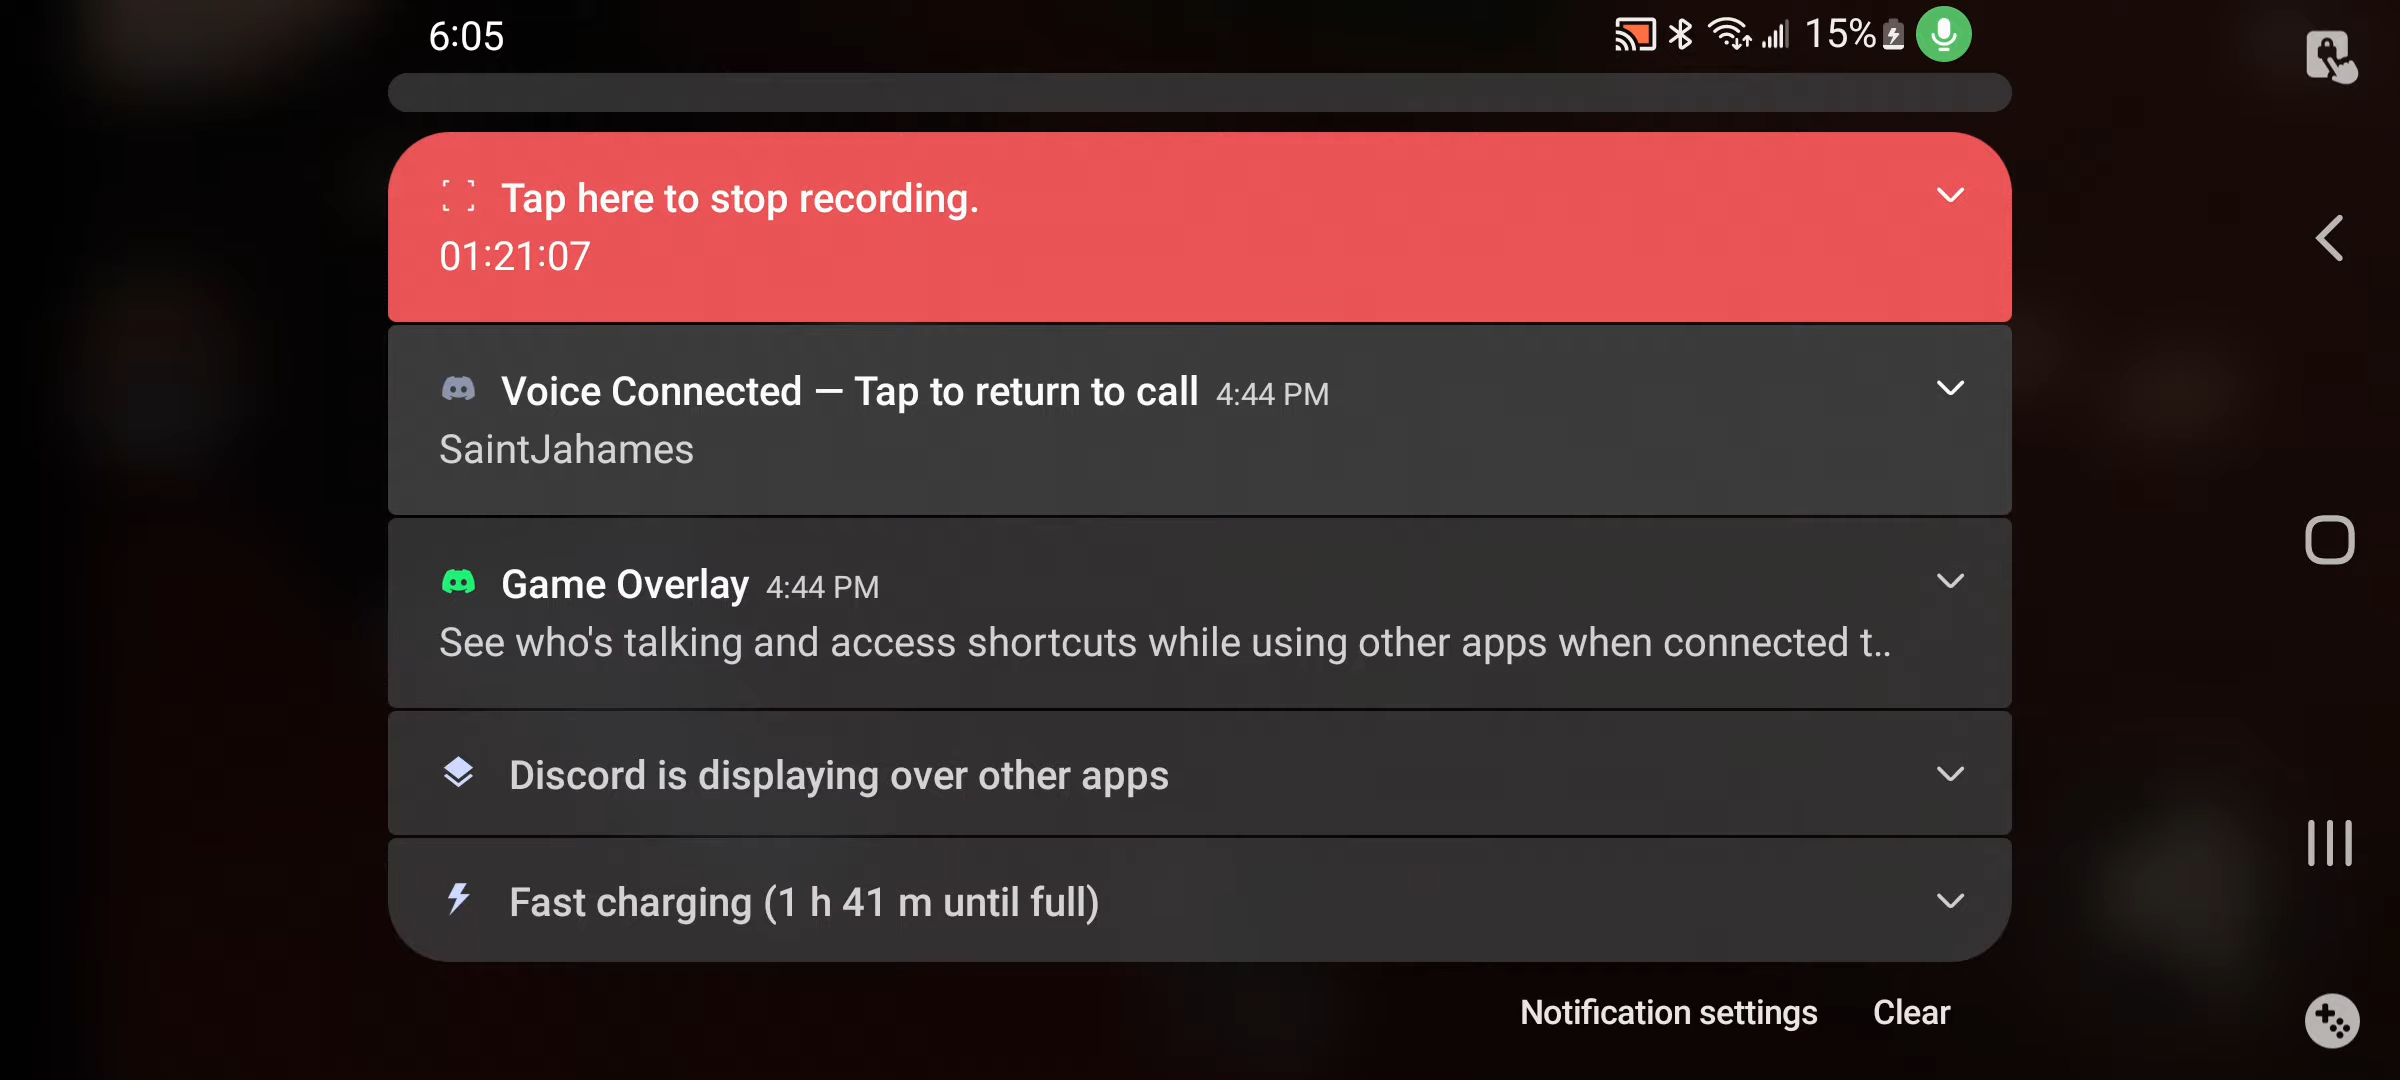 6:05
15%
Tap here to stop recording.
01:21:07
Voice Connected — Tap to return to call 4:44 PM
SaintJahames
Game Overlay 4:44 PM
See who's talking and access shortcuts while using other apps when connected t..
Discord is displaying over other apps
Fast charging (1 h 41 m until full)
Notification settings Clear